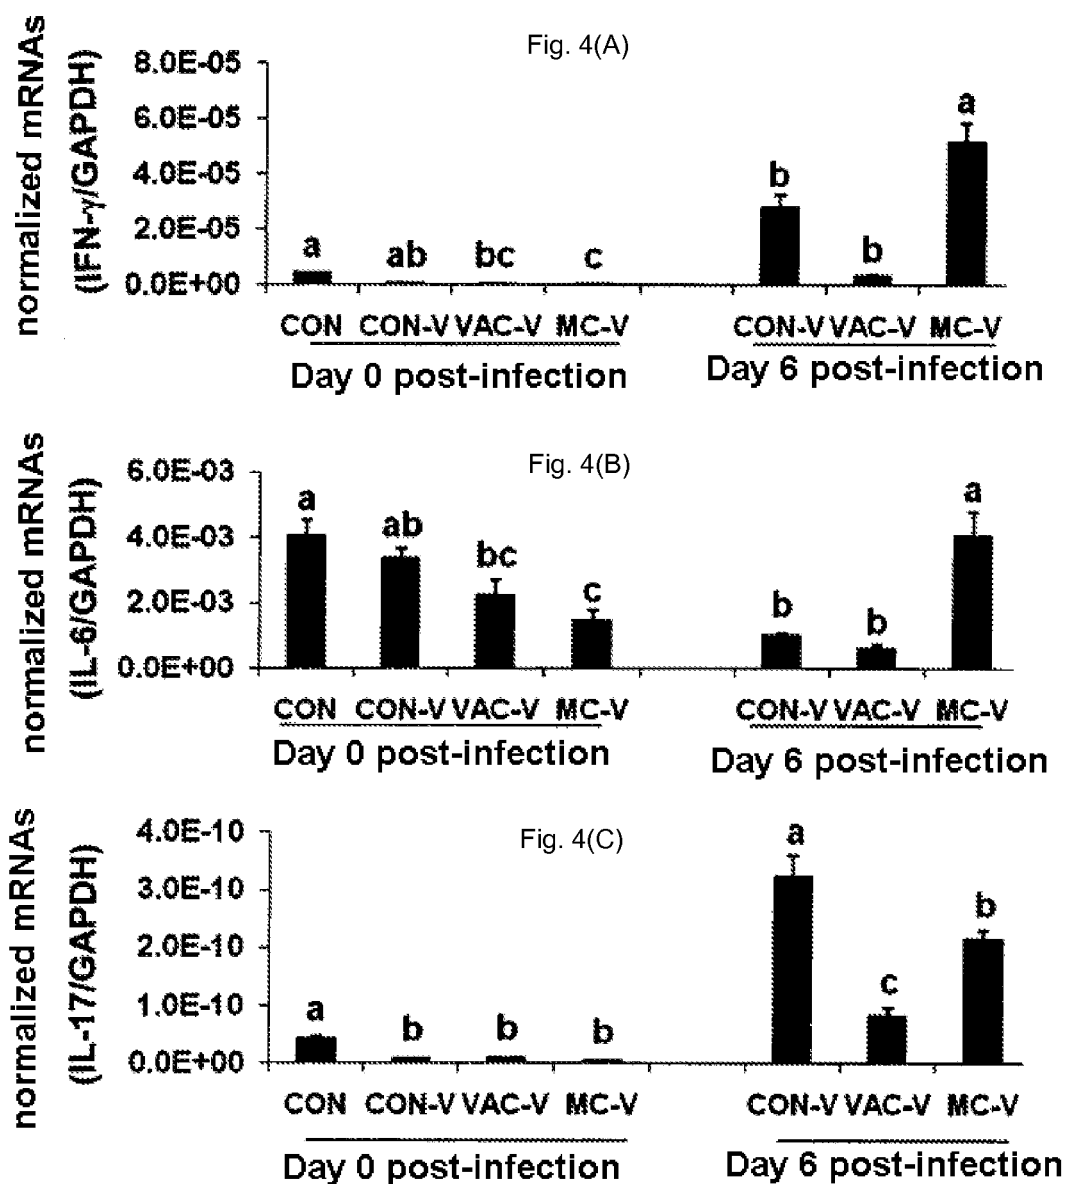 Fig. 4(A)
normalized mRNAs
(IFN-γ/GAPDH)
8.0E-05
6.0E-05
4.0E-05
2.0E-05
0.0E+00
a ab bc c b b a
CON CON-V VAC-V MC-V CON-V VAC-V MC-V
Day 0 post-infection Day 6 post-infection
Fig. 4(B)
normalized mRNAs
(IL-6/GAPDH)
6.0E-03
4.0E-03
2.0E-03
0.0E+00
a ab bc c b b a
CON CON-V VAC-V MC-V CON-V VAC-V MC-V
Day 0 post-infection Day 6 post-infection
Fig. 4(C)
normalized mRNAs
(IL-17/GAPDH)
4.0E-10
3.0E-10
2.0E-10
1.0E-10
0.0E+00
a b b b a c b
CON CON-V VAC-V MC-V CON-V VAC-V MC-V
Day 0 post-infection Day 6 post-infection